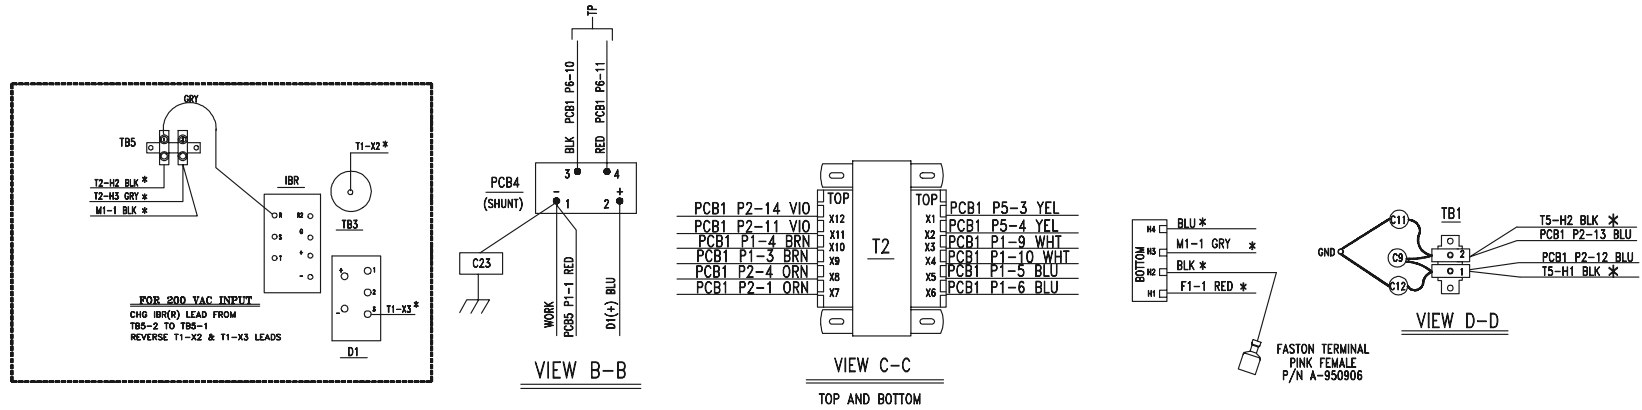 GRY
TB5
T2-H2 BLK *
T2-H3 GRY *
M1-1 BLK *
IBR
R
R2
S
G
T
+
-
T1-X2 *
TB3
+
1
2
-
3
T1-X3 *
D1
FOR 200 VAC INPUT
CHG IBR(R) LEAD FROM
TB5-2 TO TB5-1
REVERSE T1-X2 & T1-X3 LEADS
TP
BLK PCB1 P6-10
RED PCB1 P6-11
PCB4
(SHUNT)
3
4
-
+
1
2
C23
WORK
PCB5 P1-1 RED
D1(+) BLU
VIEW B-B
PCB1 P2-14 VIO
PCB1 P2-11 VIO
PCB1 P1-4 BRN
PCB1 P1-3 BRN
PCB1 P2-4 ORN
PCB1 P2-1 ORN
TOP
X12
X11
X10
X9
X8
X7
T2
TOP
X1
X2
X3
X4
X5
X6
PCB1 P5-3 YEL
PCB1 P5-4 YEL
PCB1 P1-9 WHT
PCB1 P1-10 WHT
PCB1 P1-5 BLU
PCB1 P1-6 BLU
VIEW C-C
TOP AND BOTTOM
BOTTOM
H4
H3
H2
H1
BLU *
M1-1 GRY *
BLK *
F1-1 RED *
FASTON TERMINAL
PINK FEMALE
P/N A-950906
GND
C11
C9
C12
TB1
2
1
T5-H2 BLK *
PCB1 P2-13 BLU
PCB1 P2-12 BLU
T5-H1 BLK *
VIEW D-D